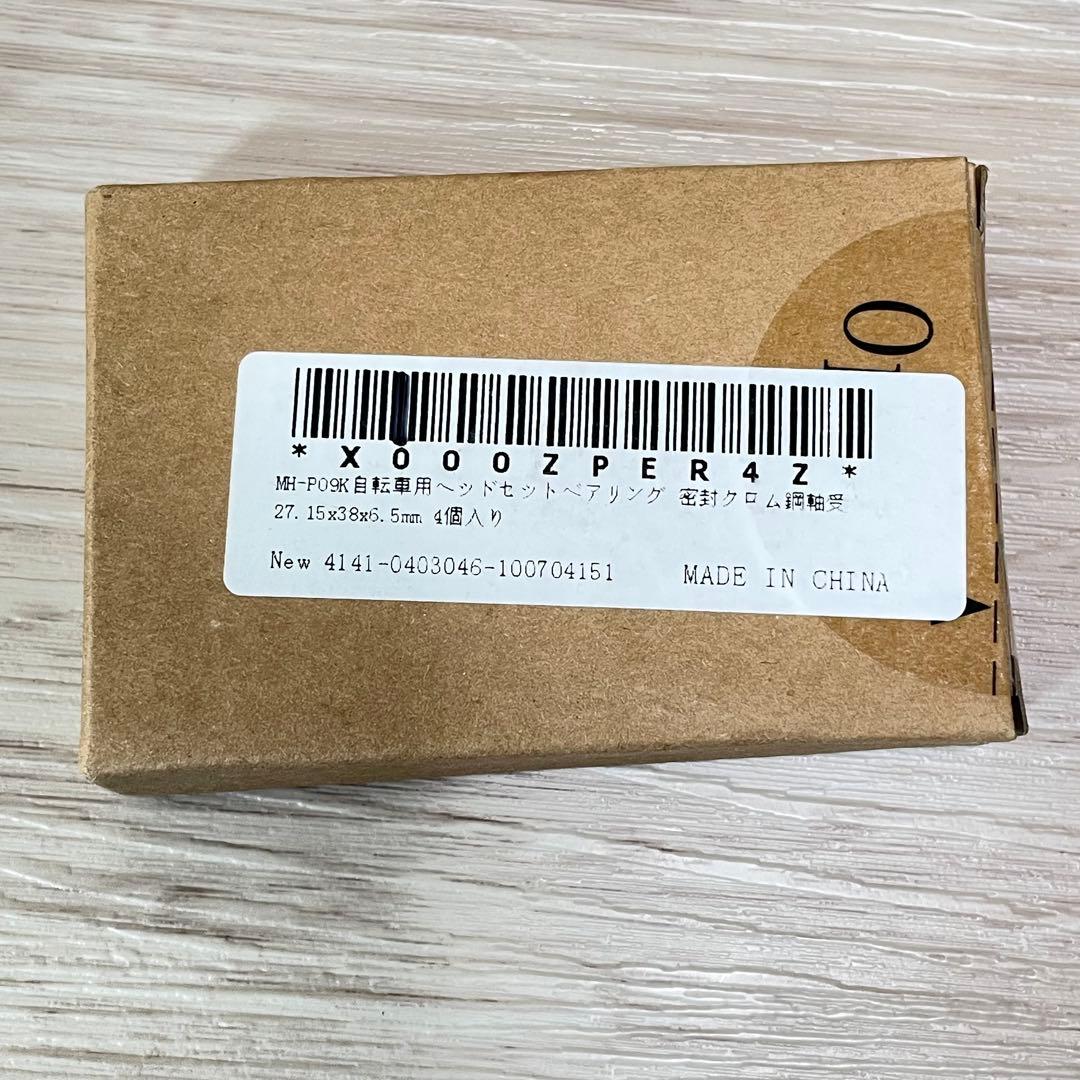 *X000ZPER4Z*
MH-P09K自転車用ヘッドセットベアリング 密封クロム鋼軸受
27.15x38x6.5mm 4個入り
New 4141-0403046-100704151 MADE IN CHINA